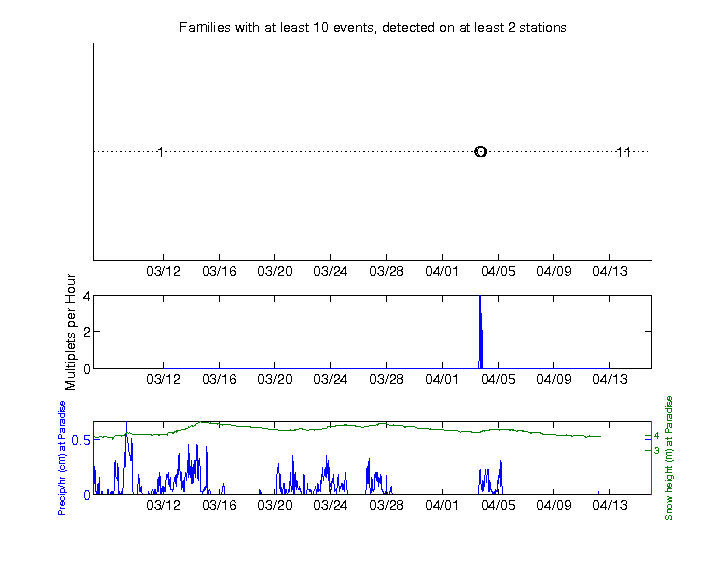 Families with at least 10 events, detected on at least 2 stations
1
11
03/12 03/16 03/20 03/24 03/28 04/01 04/05 04/09 04/13
Multiplets per Hour
4
2
0
03/12 03/16 03/20 03/24 03/28 04/01 04/05 04/09 04/13
Precip/hr (cm) at Paradise
0.5
0
4
3
Snow height (m) at Paradise
03/12 03/16 03/20 03/24 03/28 04/01 04/05 04/09 04/13